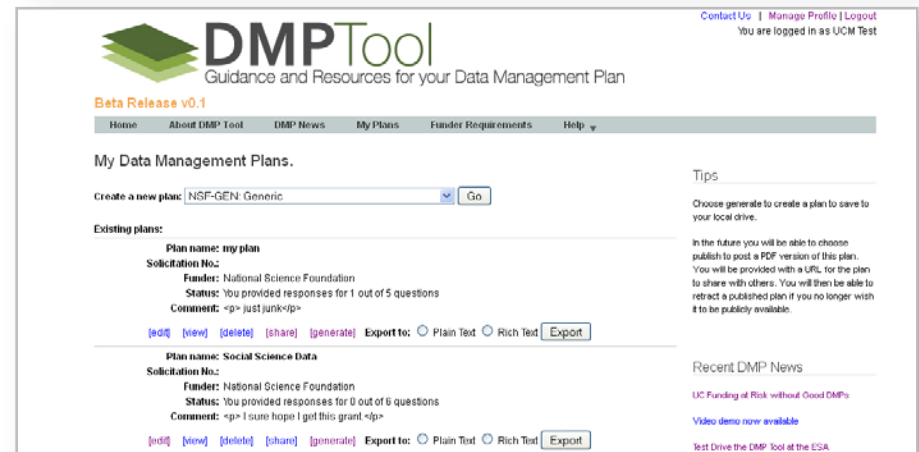 Contact Us | Manage Profile | Logout
You are logged in as UCM Test
DMPTool
Guidance and Resources for your Data Management Plan
Beta Release v0.1
Home About DMP Tool DMP News My Plans Funder Requirements Help
My Data Management Plans.
Create a new plan: NSF-GEN: Generic Go
Existing plans:
Plan name: my plan
Solicitation No.:
Funder: National Science Foundation
Status: You provided responses for 1 out of 5 questions
Comment: <p> just junk</p>
[edit] [view] [delete] [share] [generate] Export to: Plain Text Rich Text Export
Plan name: Social Science Data
Solicitation No.:
Funder: National Science Foundation
Status: You provided responses for 0 out of 6 questions
Comment: <p> I sure hope I get this grant.</p>
[edit] [view] [delete] [share] [generate] Export to: Plain Text Rich Text Export
Tips
Choose generate to create a plan to save to
your local drive.
In the future you will be able to choose
publish to post a PDF version of this plan.
You will be provided with a URL for the plan
to share with others. You will then be able to
retract a published plan if you no longer wish
it to be publicly available.
Recent DMP News
UC Funding at Risk without Good DMPs
Video demo now available
Test Drive the DMP Tool at the ESA